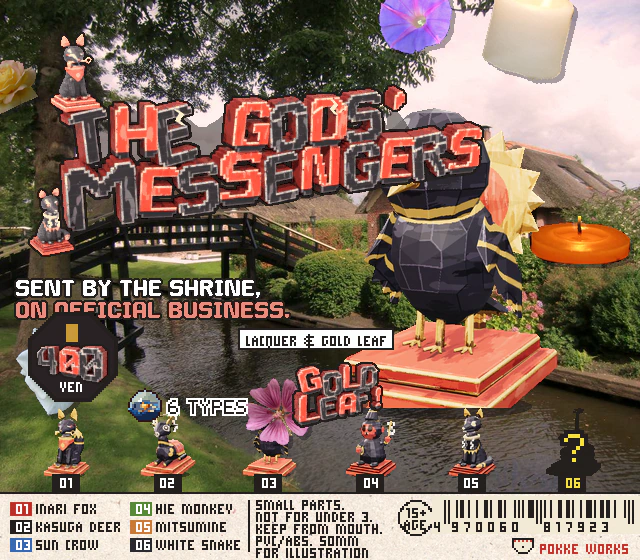 THE GODS'
MESSENGERS
SENT BY THE SHRINE,
ON OFFICIAL BUSINESS.
400
YEN
LACQUER & GOLD LEAF
GOLD
LEAF!
6 TYPES
01
02
03
04
05
?
06
01 INARI FOX
02 KASUGA DEER
03 SUN CROW
04 HIE MONKEY
05 MITSUMINE
06 WHITE SNAKE
SMALL PARTS.
NOT FOR UNDER 3.
KEEP FROM MOUTH.
PVC/ABS. 50MM
FOR ILLUSTRATION
15+
AGE
4 970060 817923
POKKE WORKS